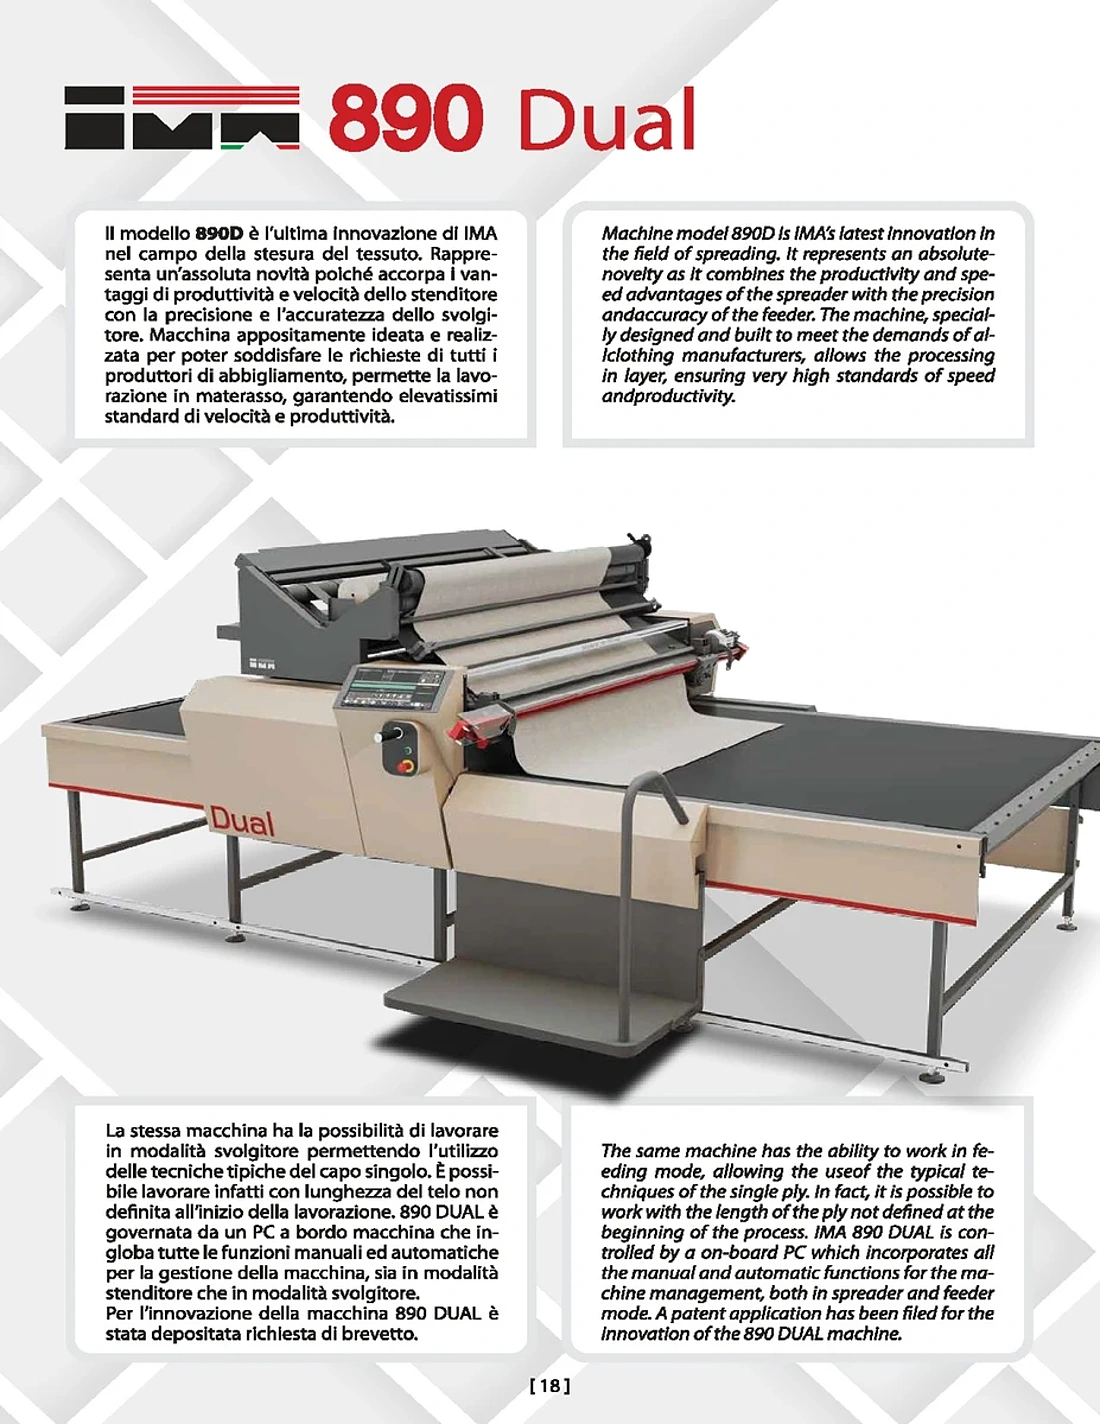 IMA 890 Dual
Il modello 890D è l'ultima innovazione di IMA
nel campo della stesura del tessuto. Rappre-
senta un'assoluta novità poiché accorpa i van-
taggi di produttività e velocità dello stenditore
con la precisione e l'accuratezza dello svolgi-
tore. Macchina appositamente ideata e realiz-
zata per poter soddisfare le richieste di tutti i
produttori di abbigliamento, permette la lavo-
razione in materasso, garantendo elevatissimi
standard di velocità e produttività.
Machine model 890D is IMA's latest innovation in
the field of spreading. It represents an absolute-
novelty as it combines the productivity and spe-
ed advantages of the spreader with the precision
andaccuracy of the feeder. The machine, special-
ly designed and built to meet the demands of al-
lclothing manufacturers, allows the processing
in layer, ensuring very high standards of speed
andproductivity.
IMA
Dual
La stessa macchina ha la possibilità di lavorare
in modalità svolgitore permettendo l'utilizzo
delle tecniche tipiche del capo singolo. È possi-
bile lavorare infatti con lunghezza del telo non
definita all'inizio della lavorazione. 890 DUAL è
governata da un PC a bordo macchina che in-
globa tutte le funzioni manuali ed automatiche
per la gestione della macchina, sia in modalità
stenditore che in modalità svolgitore.
Per l'innovazione della macchina 890 DUAL è
stata depositata richiesta di brevetto.
The same machine has the ability to work in fe-
eding mode, allowing the useof the typical te-
chniques of the single ply. In fact, it is possible to
work with the length of the ply not defined at the
beginning of the process. IMA 890 DUAL is con-
trolled by a on-board PC which incorporates all
the manual and automatic functions for the ma-
chine management, both in spreader and feeder
mode. A patent application has been filed for the
innovation of the 890 DUAL machine.
[ 18 ]